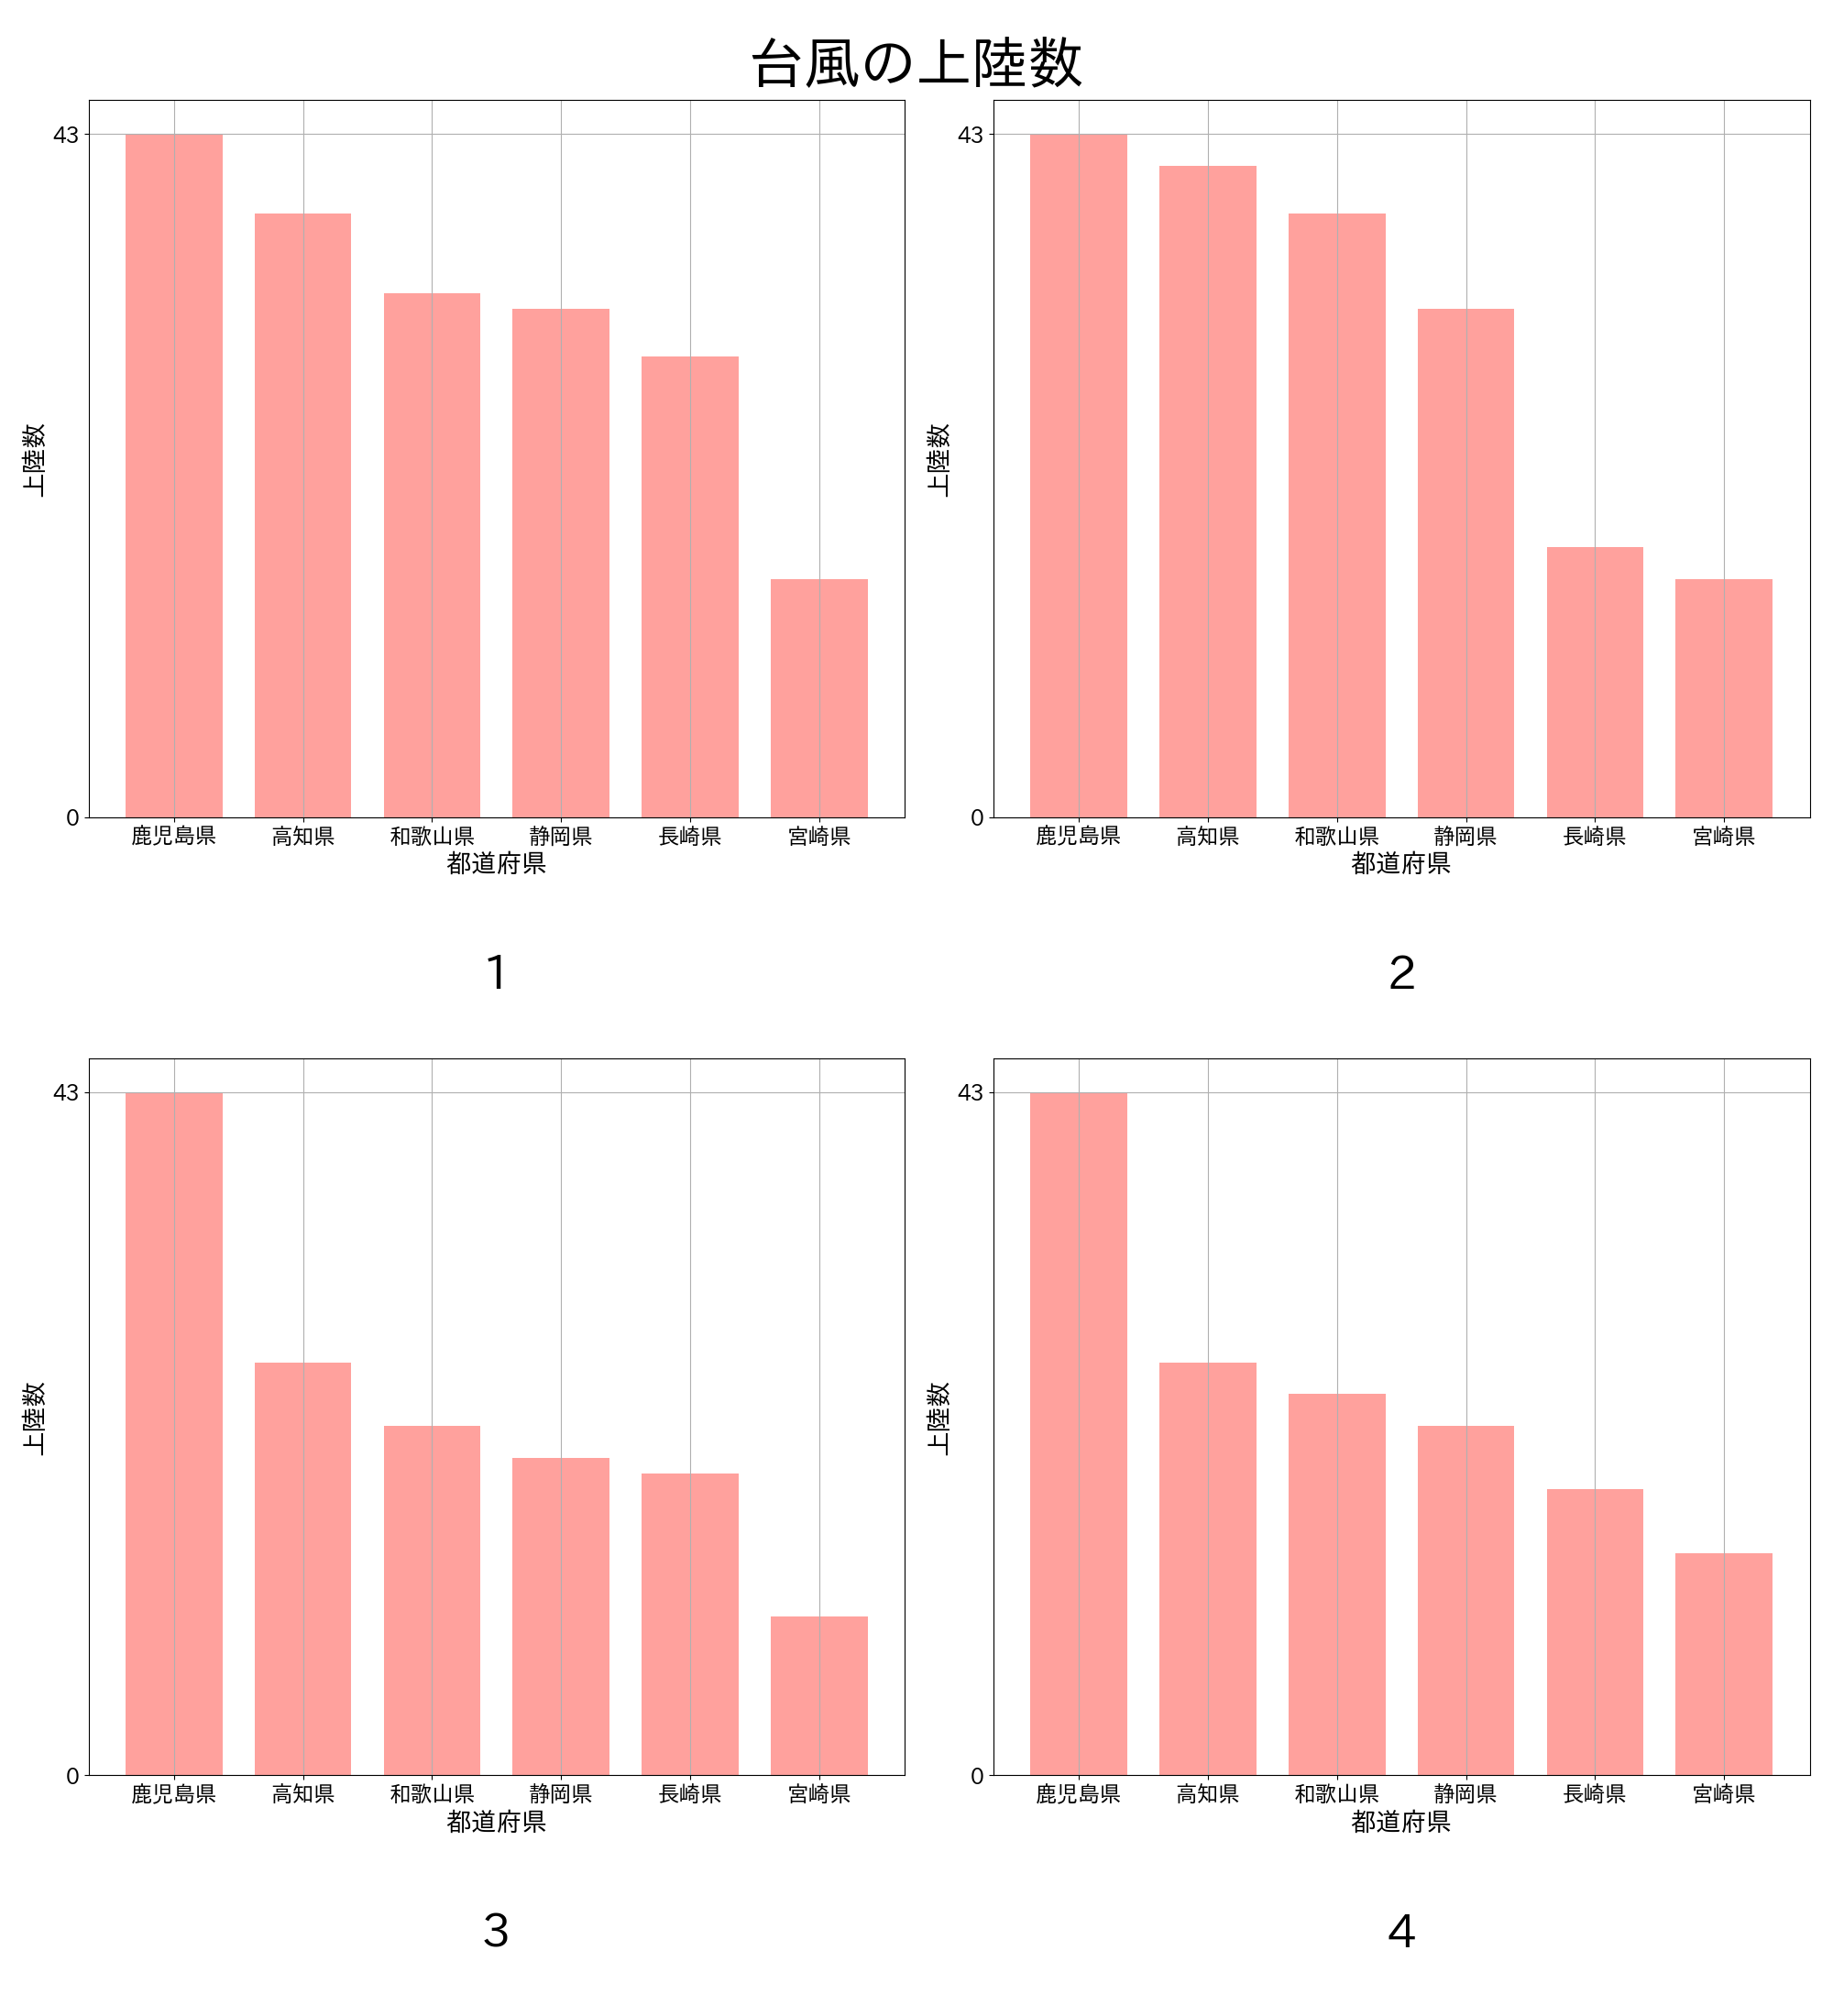 台風の上陸数
43
0
上陸数
鹿児島県 高知県 和歌山県 静岡県 長崎県 宮崎県
都道府県
1
43
0
上陸数
鹿児島県 高知県 和歌山県 静岡県 長崎県 宮崎県
都道府県
2
43
0
上陸数
鹿児島県 高知県 和歌山県 静岡県 長崎県 宮崎県
都道府県
3
43
0
上陸数
鹿児島県 高知県 和歌山県 静岡県 長崎県 宮崎県
都道府県
4